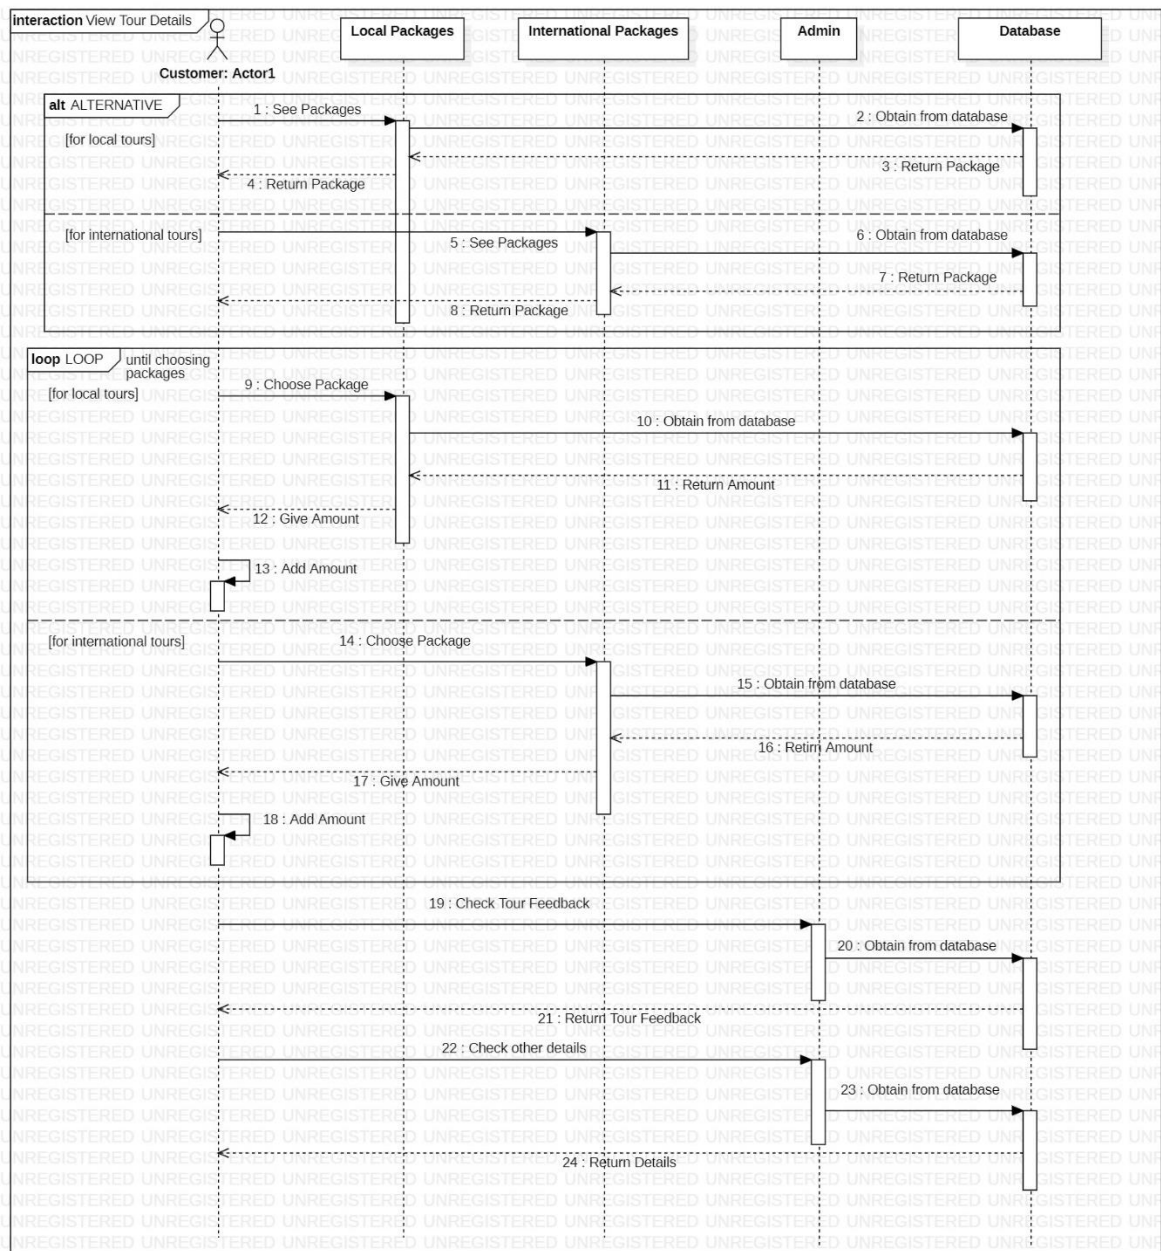 interaction View Tour Details
Local Packages
International Packages
Admin
Database
Customer: Actor1
alt ALTERNATIVE
1 : See Packages
2 : Obtain from database
[for local tours]
3 : Return Package
4 : Return Package
[for international tours]
5 : See Packages
6 : Obtain from database
7 : Return Package
8 : Return Package
loop LOOP
until choosing
packages
[for local tours]
9 : Choose Package
10 : Obtain from database
11 : Return Amount
12 : Give Amount
13 : Add Amount
[for international tours]
14 : Choose Package
15 : Obtain from database
16 : Retirn Amount
17 : Give Amount
18 : Add Amount
19 : Check Tour Feedback
20 : Obtain from database
21 : Return Tour Feedback
22 : Check other details
23 : Obtain from database
24 : Return Details
UNREGISTERED